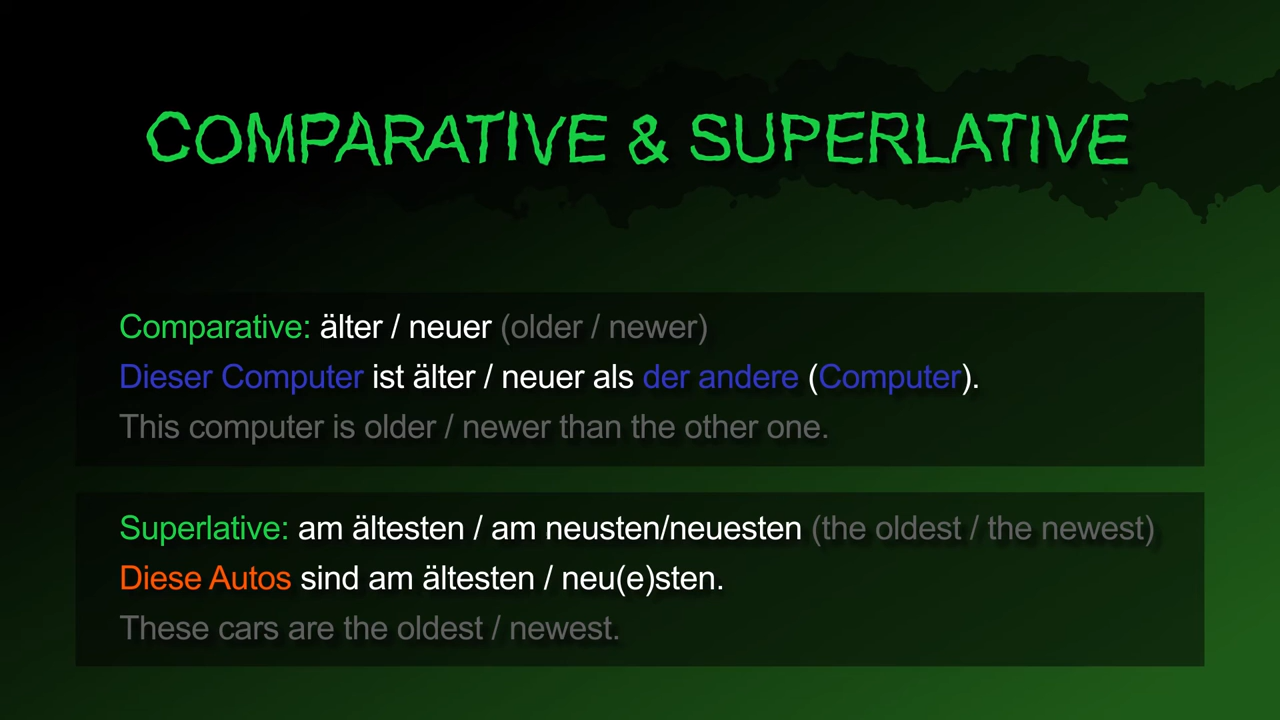 COMPARATIVE & SUPERLATIVE
Comparative: älter / neuer (older / newer)
Dieser Computer ist älter / neuer als der andere (Computer).
This computer is older / newer than the other one.
Superlative: am ältesten / am neusten/neuesten (the oldest / the newest)
Diese Autos sind am ältesten / neu(e)sten.
These cars are the oldest / newest.